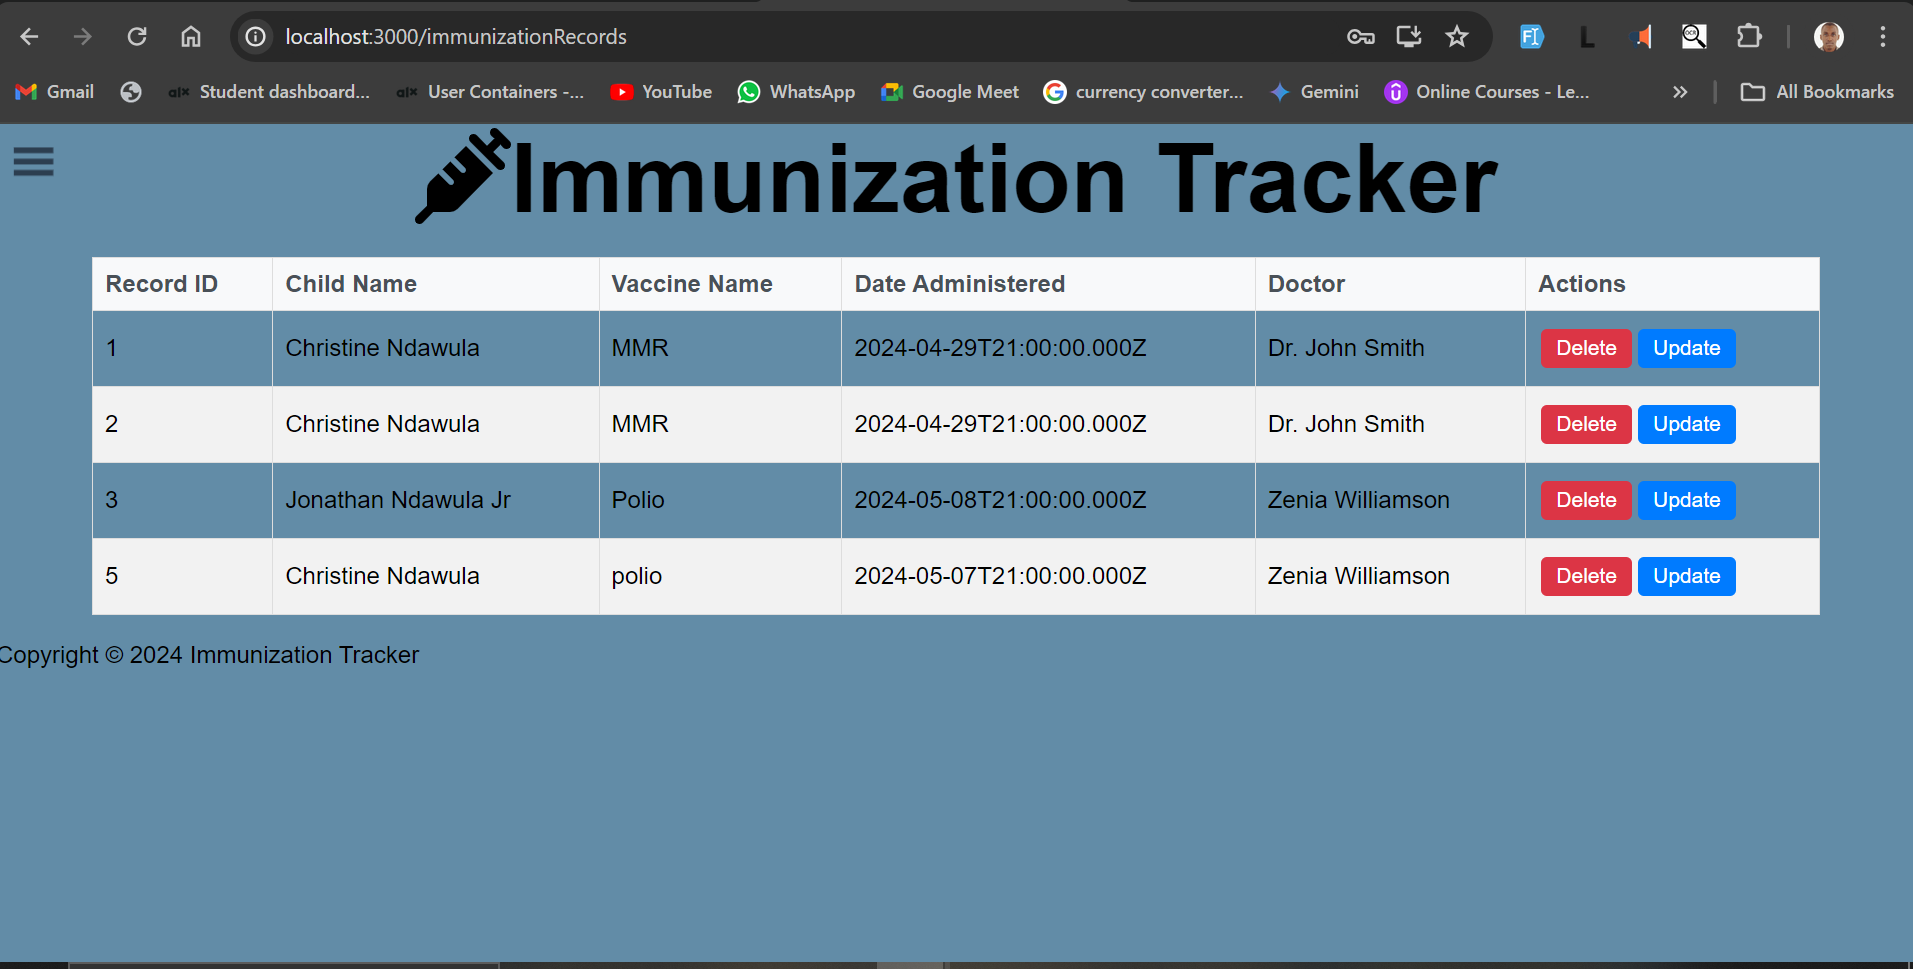 localhost:3000/immunizationRecords
Gmail alx Student dashboard... alx User Containers -... YouTube WhatsApp Google Meet currency converter... Gemini Online Courses - Le... » All Bookmarks
Immunization Tracker
Record ID Child Name Vaccine Name Date Administered Doctor Actions
1 Christine Ndawula MMR 2024-04-29T21:00:00.000Z Dr. John Smith Delete Update
2 Christine Ndawula MMR 2024-04-29T21:00:00.000Z Dr. John Smith Delete Update
3 Jonathan Ndawula Jr Polio 2024-05-08T21:00:00.000Z Zenia Williamson Delete Update
5 Christine Ndawula polio 2024-05-07T21:00:00.000Z Zenia Williamson Delete Update
Copyright © 2024 Immunization Tracker